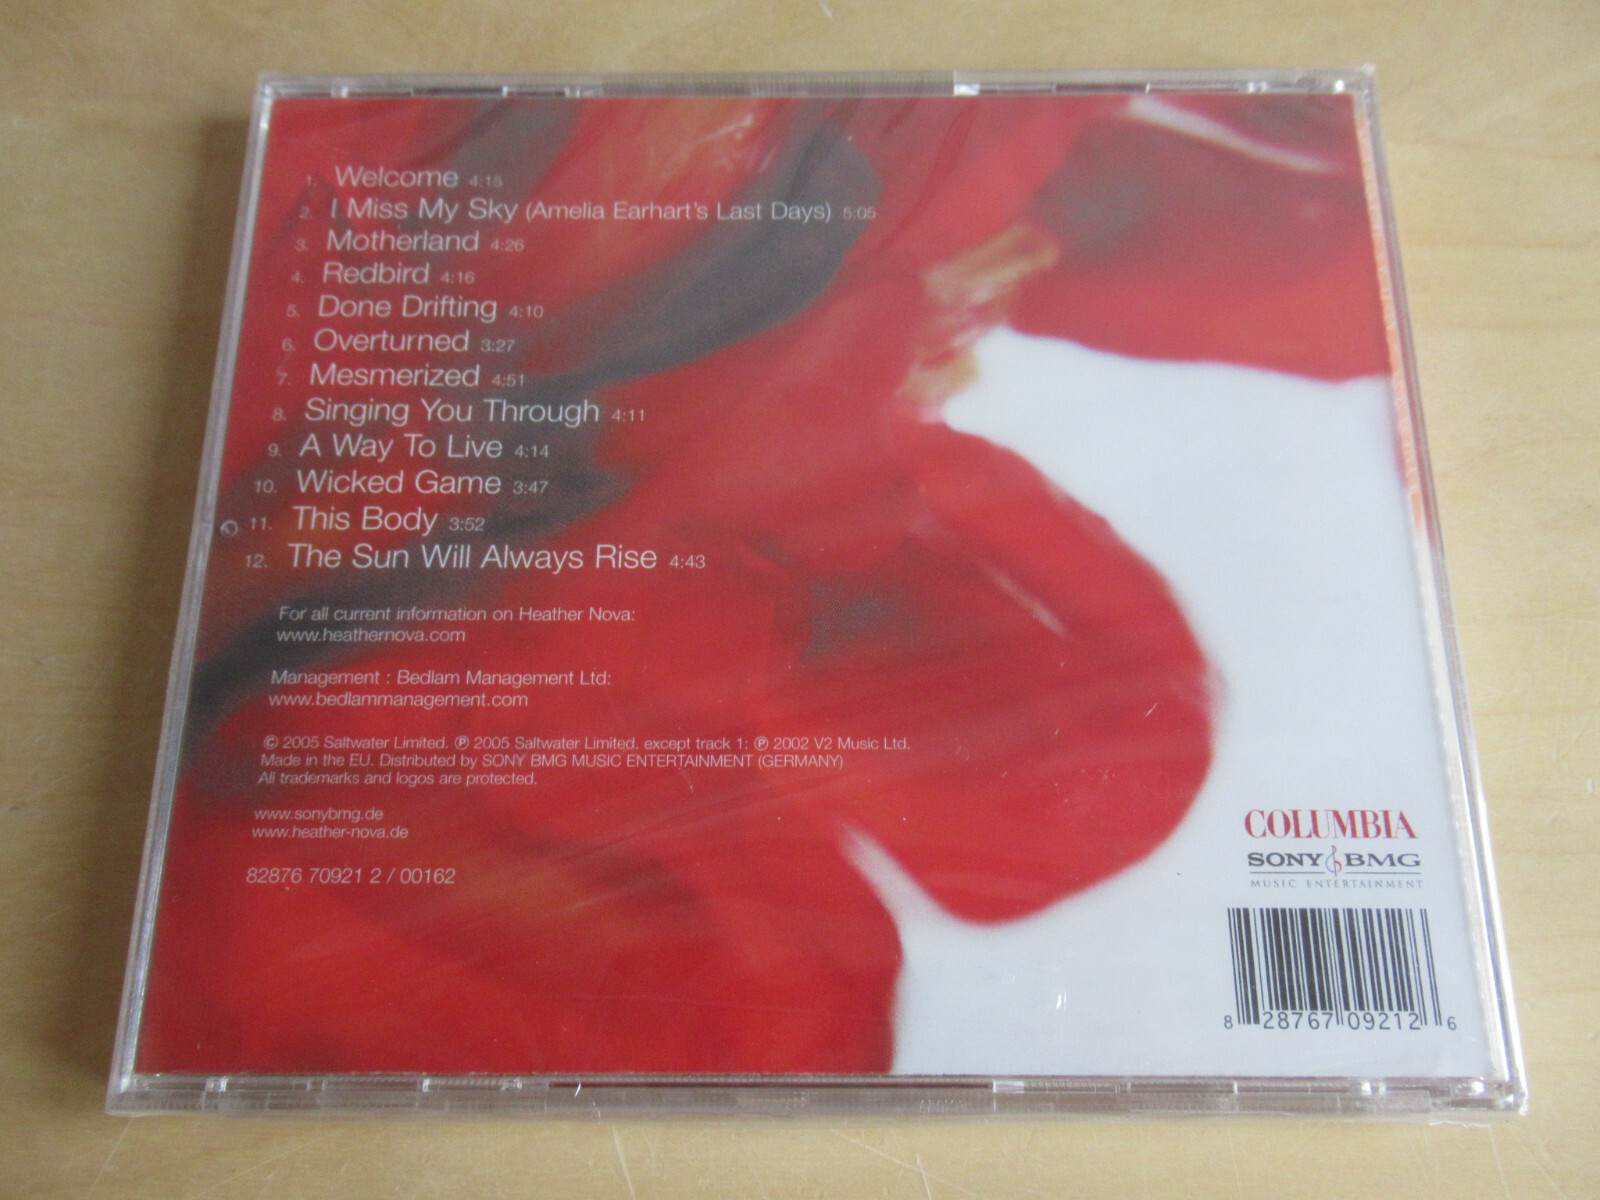 1. Welcome 4:15
2. I Miss My Sky (Amelia Earhart's Last Days) 5:05
3. Motherland 4:26
4. Redbird 4:16
5. Done Drifting 4:10
6. Overturned 3:27
7. Mesmerized 4:51
8. Singing You Through 4:11
9. A Way To Live 4:14
10. Wicked Game 3:47
11. This Body 3:52
12. The Sun Will Always Rise 4:43
For all current information on Heather Nova:
www.heathernova.com
Management : Bedlam Management Ltd:
www.bedlammanagement.com
© 2005 Saltwater Limited. ℗ 2005 Saltwater Limited. except track 1: ℗ 2002 V2 Music Ltd.
Made in the EU. Distributed by SONY BMG MUSIC ENTERTAINMENT (GERMANY)
All trademarks and logos are protected.
www.sonybmg.de
www.heather-nova.de
82876 70921 2 / 00162
COLUMBIA
SONY BMG
MUSIC ENTERTAINMENT
8 28767 09212 6